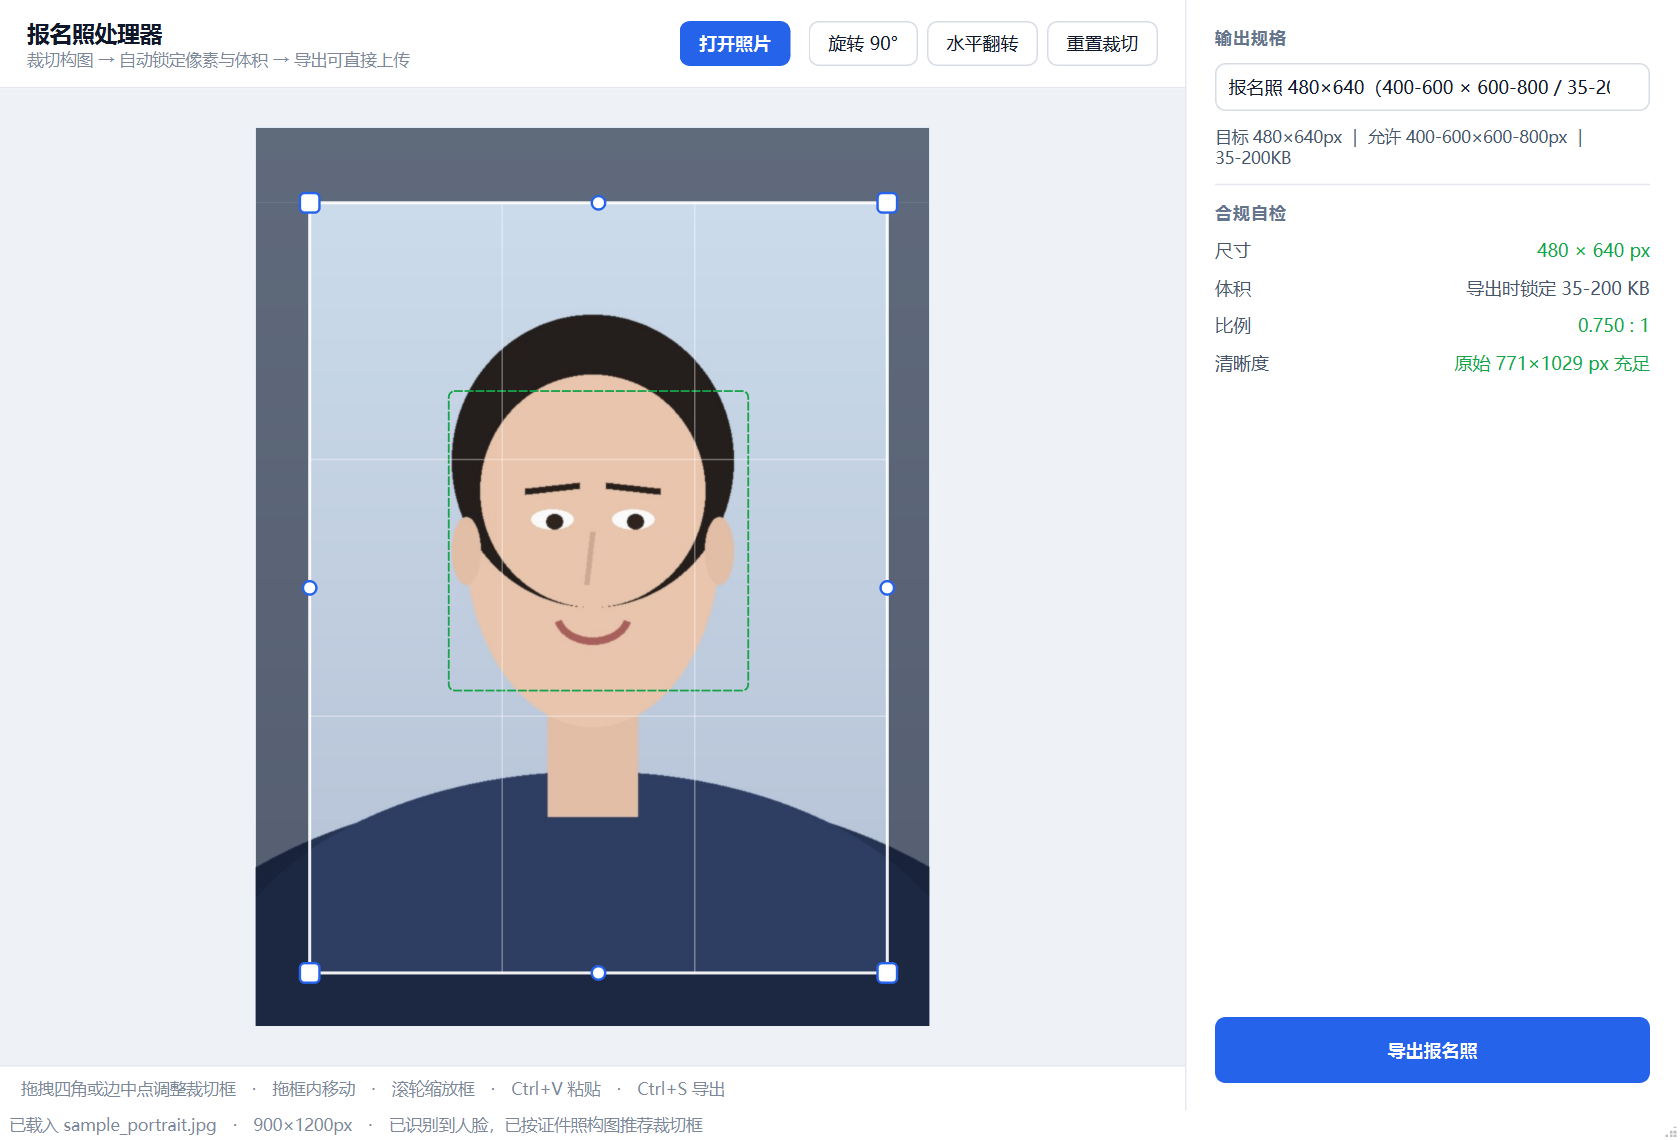 报名照处理器
裁切构图 → 自动锁定像素与体积 → 导出可直接上传
打开照片
旋转 90°
水平翻转
重置裁切
输出规格
报名照 480×640（400-600 × 600-800 / 35-20
目标 480×640px | 允许 400-600×600-800px |
35-200KB
合规自检
尺寸 480 × 640 px
体积 导出时锁定 35-200 KB
比例 0.750 : 1
清晰度 原始 771×1029 px 充足
导出报名照
拖拽四角或边中点调整裁切框 · 拖框内移动 · 滚轮缩放框 · Ctrl+V 粘贴 · Ctrl+S 导出
已载入 sample_portrait.jpg · 900×1200px · 已识别到人脸，已按证件照构图推荐裁切框